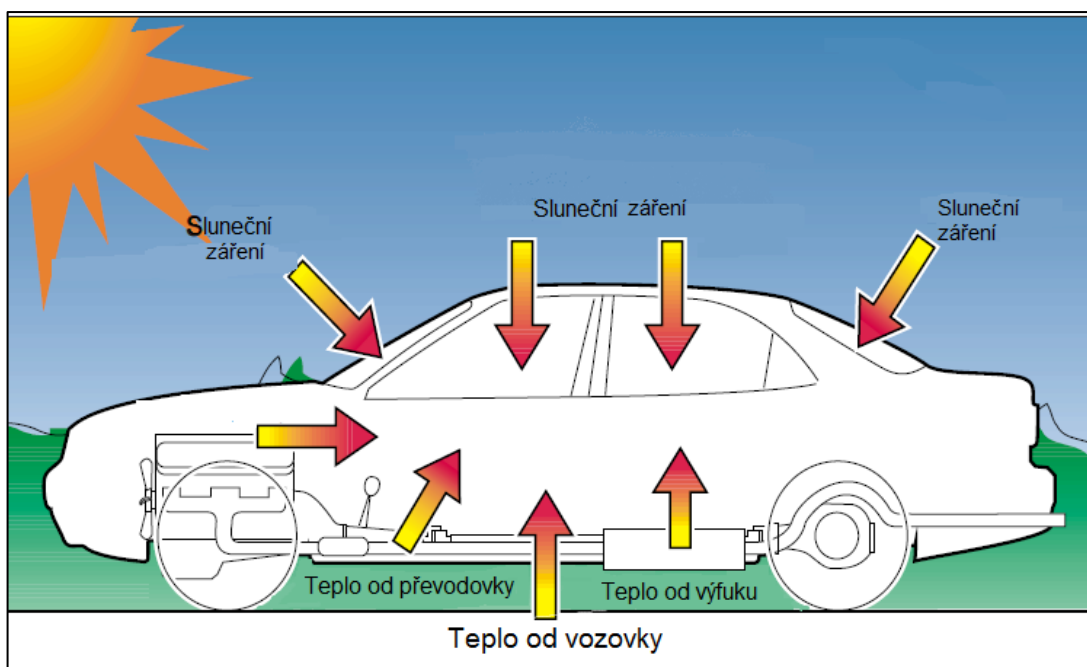 Sluneční
záření
Sluneční záření
Sluneční
záření
Teplo od převodovky
Teplo od výfuku
Teplo od vozovky